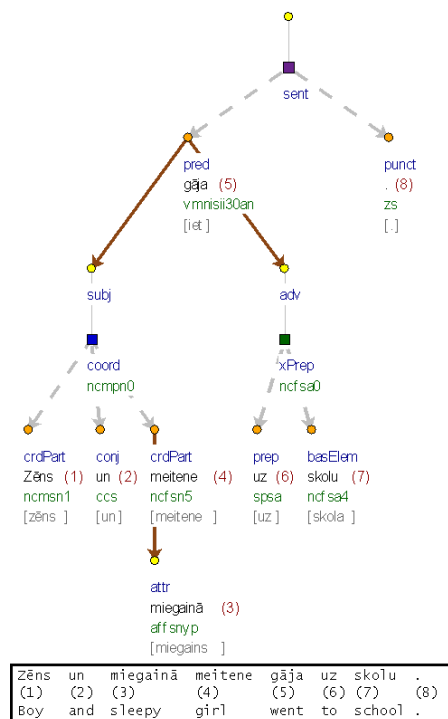 sent
pred punct
gāja (5) . (8)
vmnisii30an zs
[iet] [.]
subj adv
coord xPrep
ncmpn0 ncfsa0
crdPart conj crdPart prep basElem
Zēns (1) un (2) meitene (4) uz (6) skolu (7)
ncmsn1 ccs ncfsn5 spsa ncfsa4
[zēns ] [un] [meitene ] [uz ] [skola ]
attr
miegainā (3)
affsnyp
[miegains ]
Zēns un miegainā meitene gāja uz skolu .
(1) (2) (3) (4) (5) (6) (7) (8)
Boy and sleepy girl went to school .